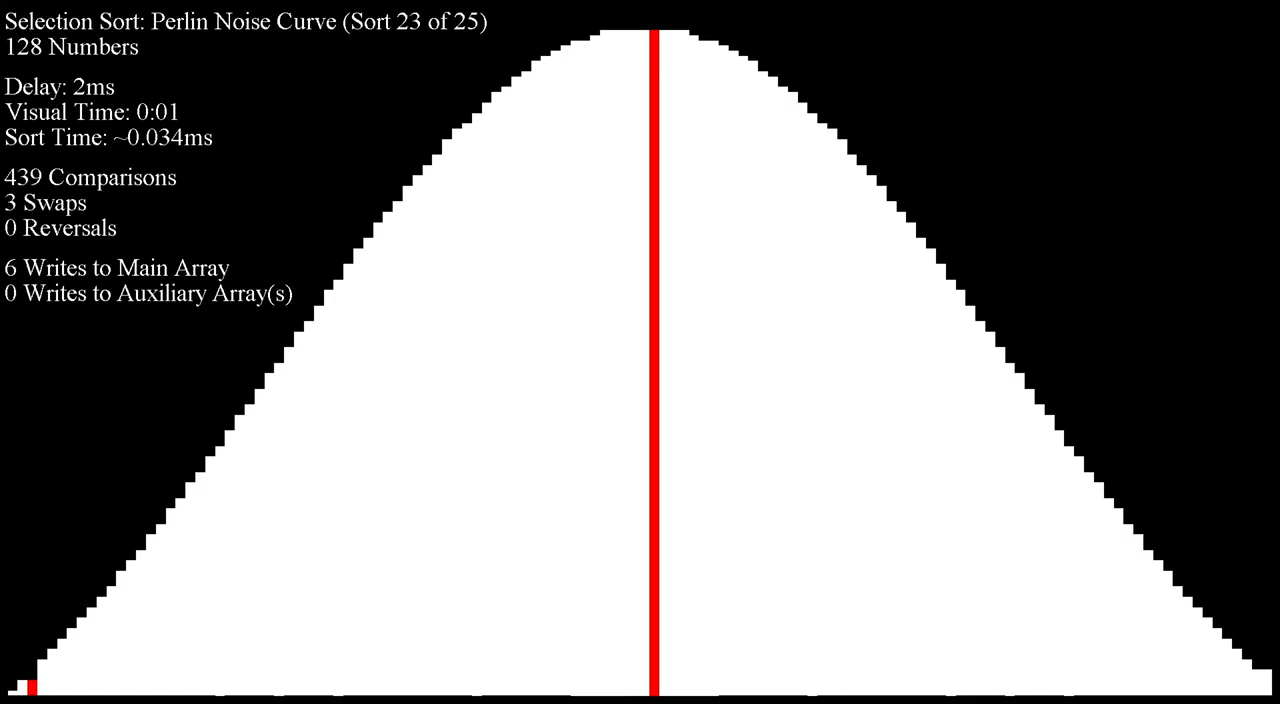 Selection Sort: Perlin Noise Curve (Sort 23 of 25)
128 Numbers
Delay: 2ms
Visual Time: 0:01
Sort Time: ~0.034ms
439 Comparisons
3 Swaps
0 Reversals
6 Writes to Main Array
0 Writes to Auxiliary Array(s)